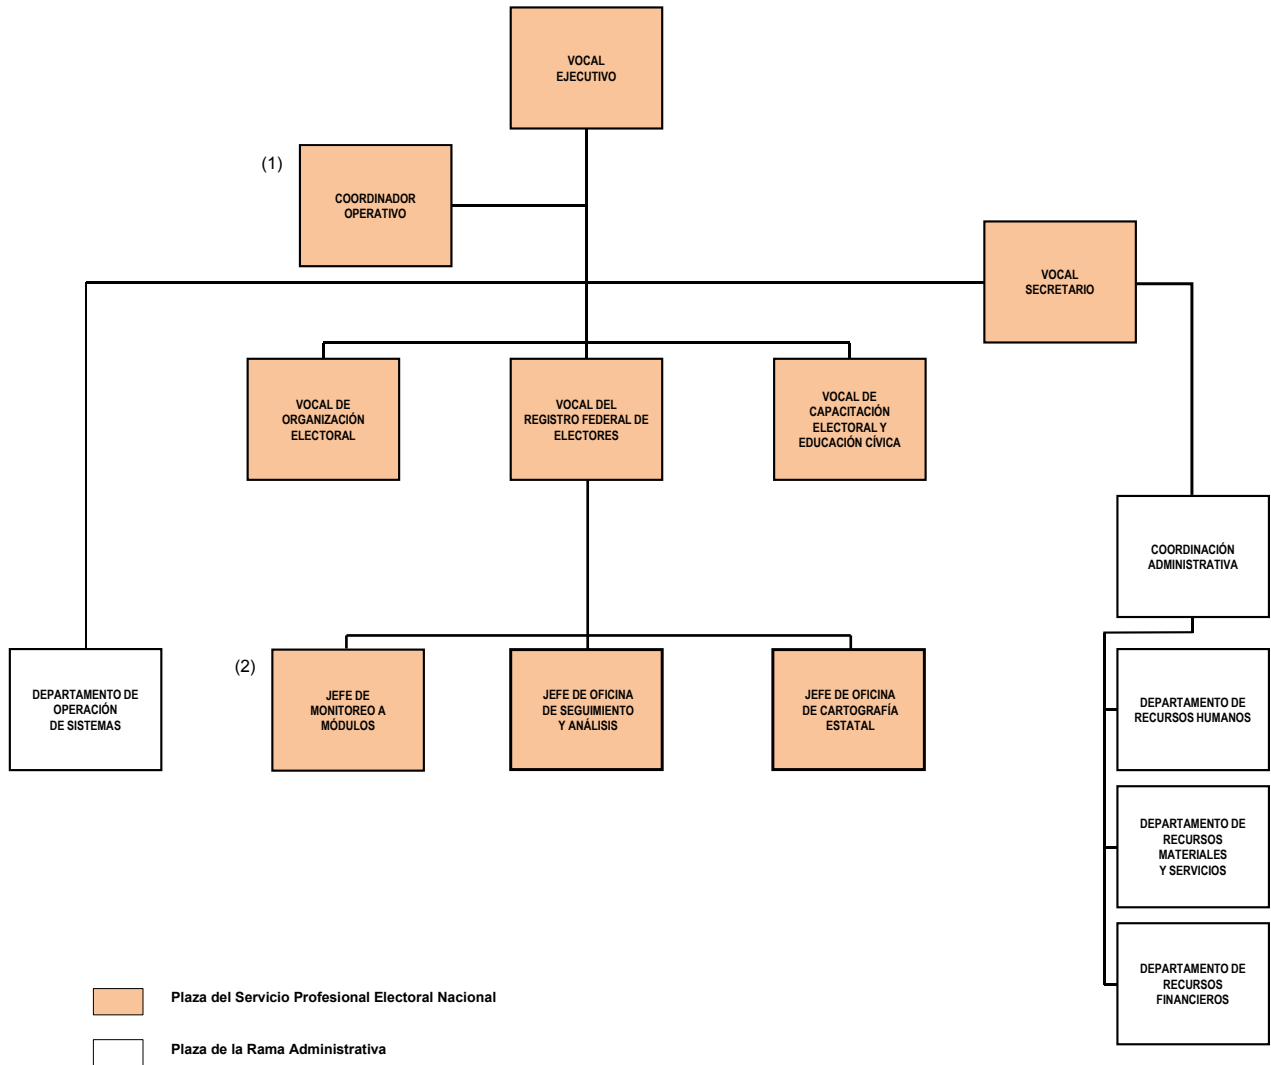 VOCAL
EJECUTIVO
(1)
COORDINADOR
OPERATIVO
VOCAL
SECRETARIO
VOCAL DE
ORGANIZACIÓN
ELECTORAL
VOCAL DEL
REGISTRO FEDERAL DE
ELECTORES
VOCAL DE
CAPACITACIÓN
ELECTORAL Y
EDUCACIÓN CÍVICA
COORDINACIÓN
ADMINISTRATIVA
DEPARTAMENTO DE
OPERACIÓN
DE SISTEMAS
(2)
JEFE DE
MONITOREO A
MÓDULOS
JEFE DE OFICINA
DE SEGUIMIENTO
Y ANÁLISIS
JEFE DE OFICINA
DE CARTOGRAFÍA
ESTATAL
DEPARTAMENTO DE
RECURSOS HUMANOS
DEPARTAMENTO DE
RECURSOS
MATERIALES
Y SERVICIOS
DEPARTAMENTO DE
RECURSOS
FINANCIEROS
Plaza del Servicio Profesional Electoral Nacional
Plaza de la Rama Administrativa